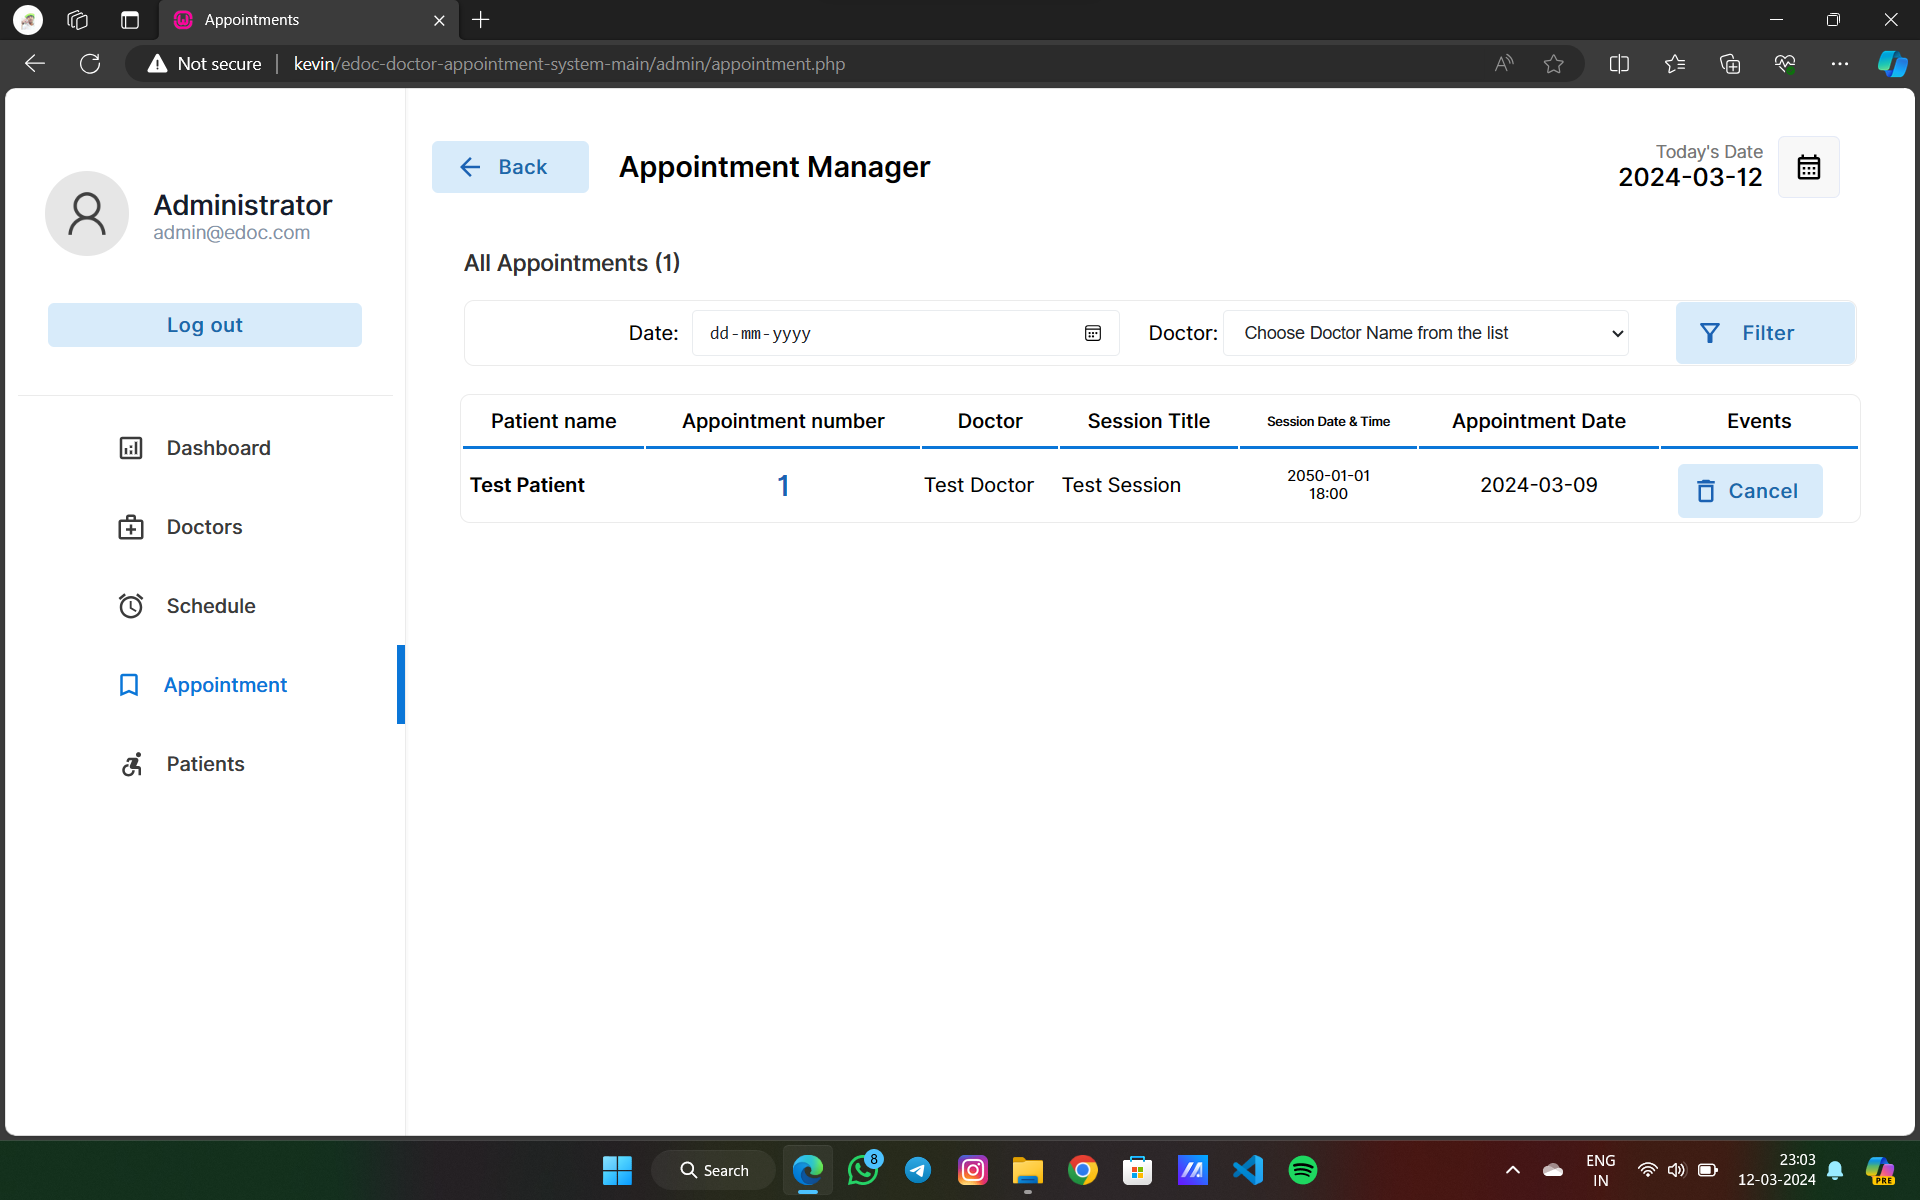 Appointments
Not secure
kevin/edoc-doctor-appointment-system-main/admin/appointment.php
Administrator
admin@edoc.com
Log out
Dashboard
Doctors
Schedule
Appointment
Patients
Back
Appointment Manager
Today's Date
2024-03-12
All Appointments (1)
Date: dd-mm-yyyy Doctor: Choose Doctor Name from the list Filter
Patient name Appointment number Doctor Session Title Session Date & Time Appointment Date Events
Test Patient 1 Test Doctor Test Session 2050-01-01 2024-03-09 Cancel
18:00
Search
8
ENG
IN
23:03
12-03-2024
PRE